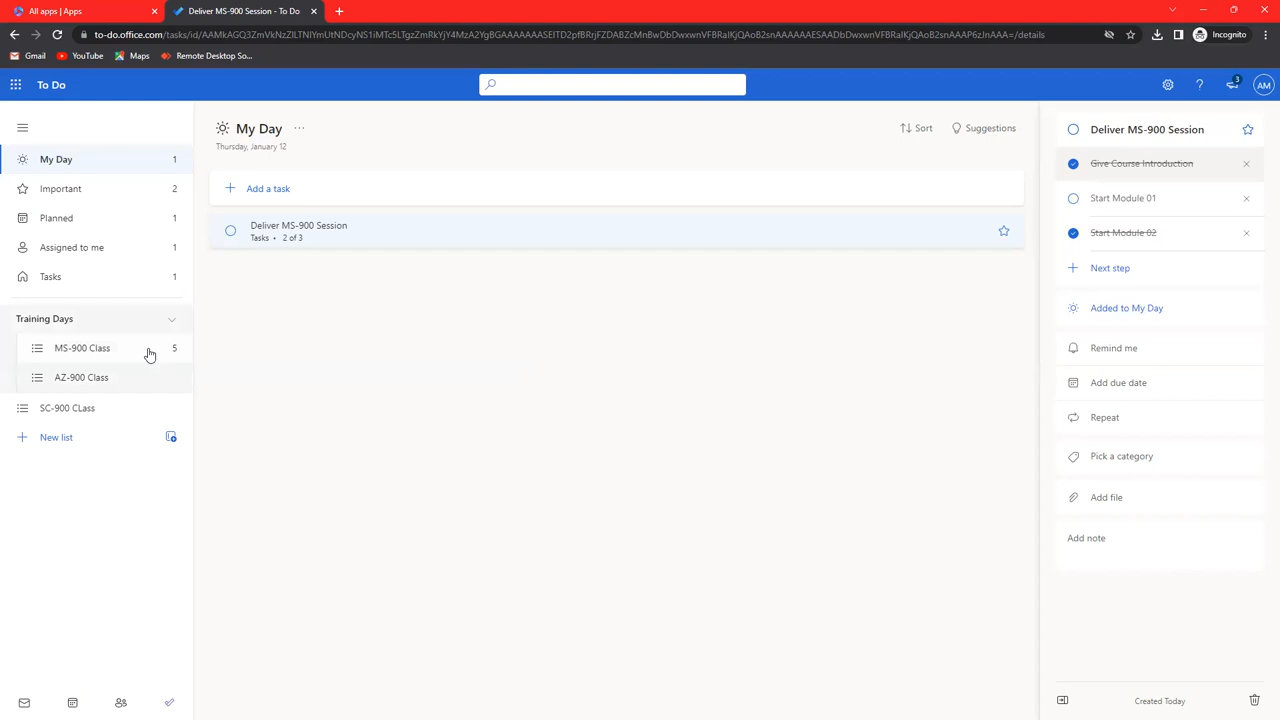 All apps | Apps
Deliver MS-900 Session - To Do
to-do.office.com/tasks/id/AAMkAGQ3ZmVkNzZlLTNlYmUtNDcyNS1iMTc5LTgzZmRkYjY4MzA2YgBGAAAAAAASEITD2pfBRrjFZDABZcMnBwDbDwxwnVFBRalKjQAoB2snAAAAAAESAADbDwxwnVFBRalKjQAoB2snAAAP6zJnAAA=/details
Incognito
Gmail
YouTube
Maps
Remote Desktop So...
To Do
3
AM
My Day 1
Important 2
Planned 1
Assigned to me 1
Tasks 1
Training Days
MS-900 Class 5
AZ-900 Class
SC-900 CLass
New list
My Day
Thursday, January 12
Sort
Suggestions
Add a task
Deliver MS-900 Session
Tasks • 2 of 3
Deliver MS-900 Session
Give Course Introduction
Start Module 01
Start Module 02
Next step
Added to My Day
Remind me
Add due date
Repeat
Pick a category
Add file
Add note
Created Today